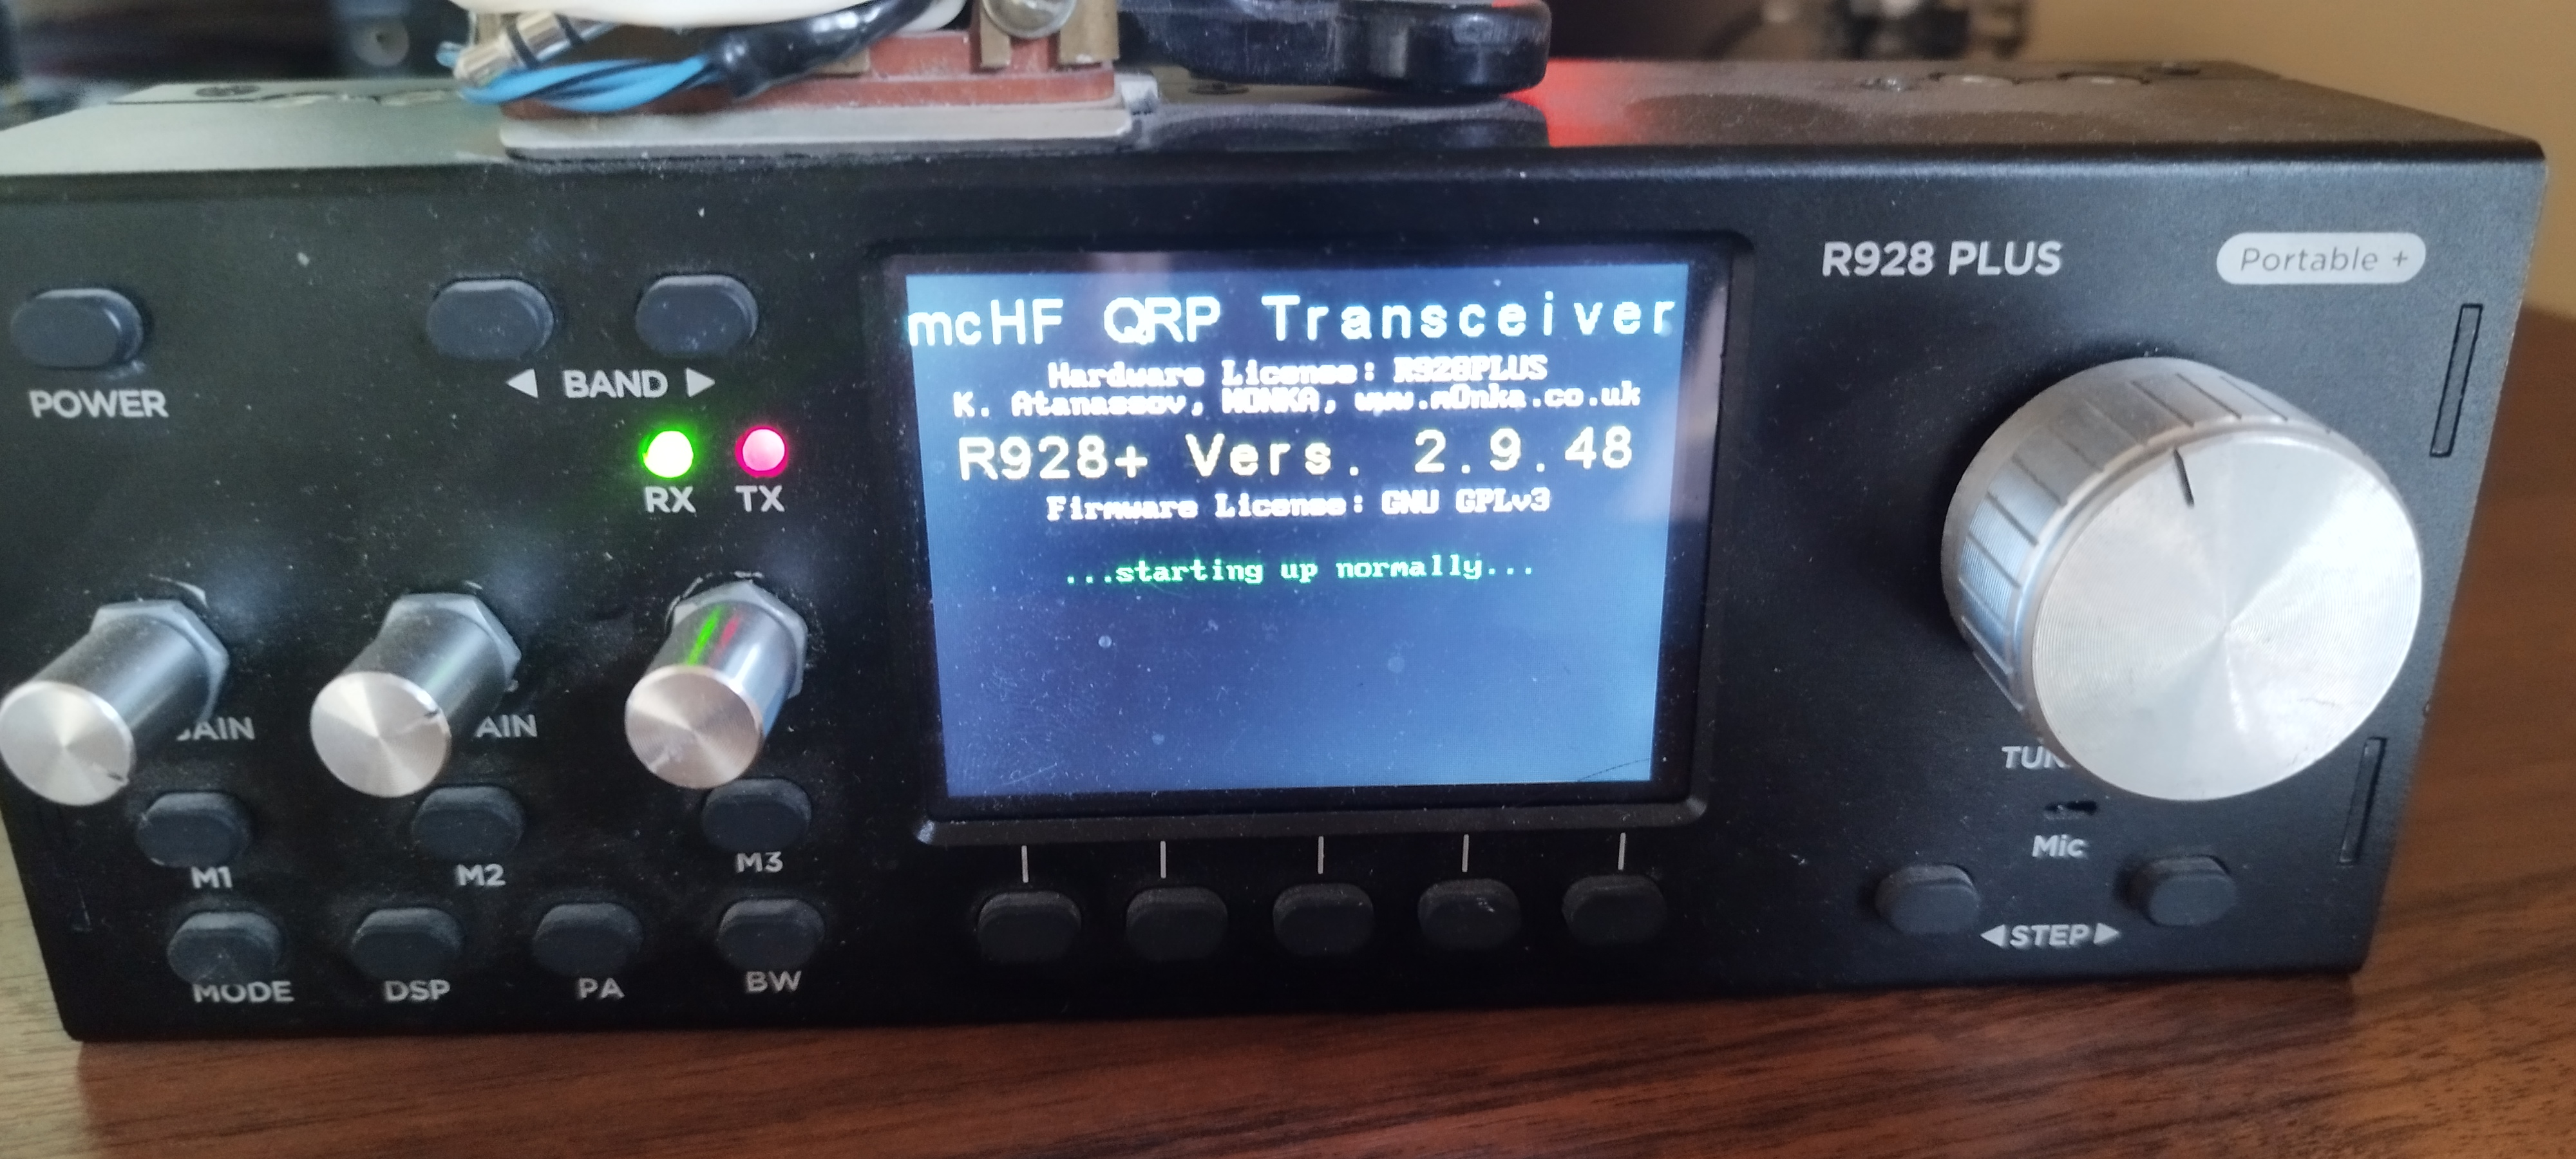 R928 PLUS
Portable +
mcHF QRP Transceiver
Hardware License: R928PLUS
K. Atanassov, M0NKA, www.m0nka.co.uk
R928+ Vers. 2.9.48
Firmware License: GNU GPLv3
...starting up normally...
POWER
◀ BAND ▶
RX TX
AIN
AIN
M1
M2
M3
MODE
DSP
PA
BW
TUN
Mic
◀STEP▶